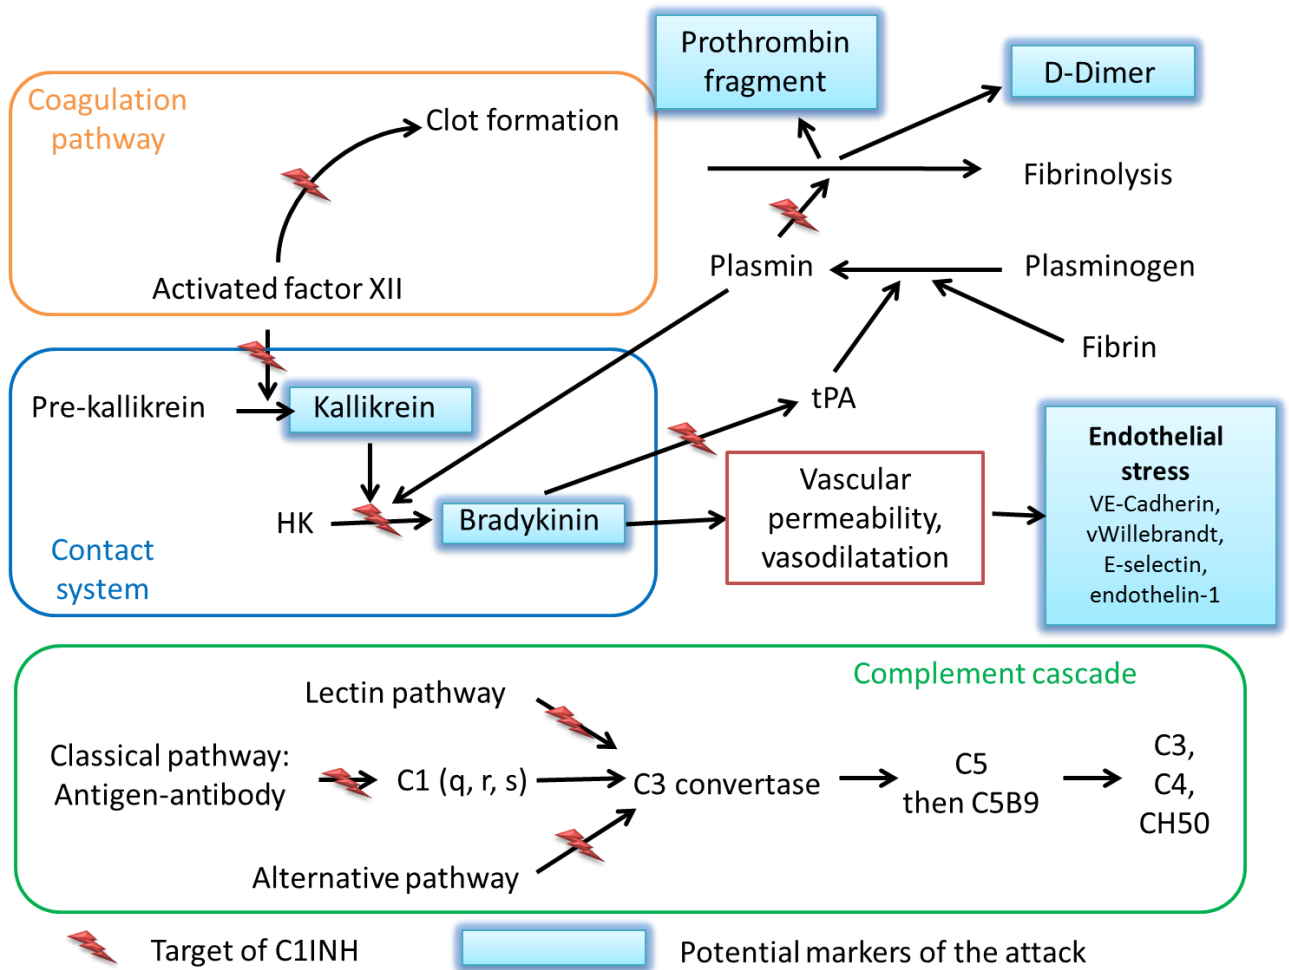 Prothrombin
fragment
D-Dimer
Coagulation
pathway
Clot formation
Fibrinolysis
Activated factor XII
Plasmin
Plasminogen
Fibrin
tPA
Pre-kallikrein
Kallikrein
HK
Bradykinin
Contact
system
Vascular
permeability,
vasodilatation
Endothelial
stress
VE-Cadherin,
vWillebrandt,
E-selectin,
endothelin-1
Complement cascade
Lectin pathway
Classical pathway:
Antigen-antibody
C1 (q, r, s)
C3 convertase
C5
then C5B9
C3,
C4,
CH50
Alternative pathway
Target of C1INH
Potential markers of the attack